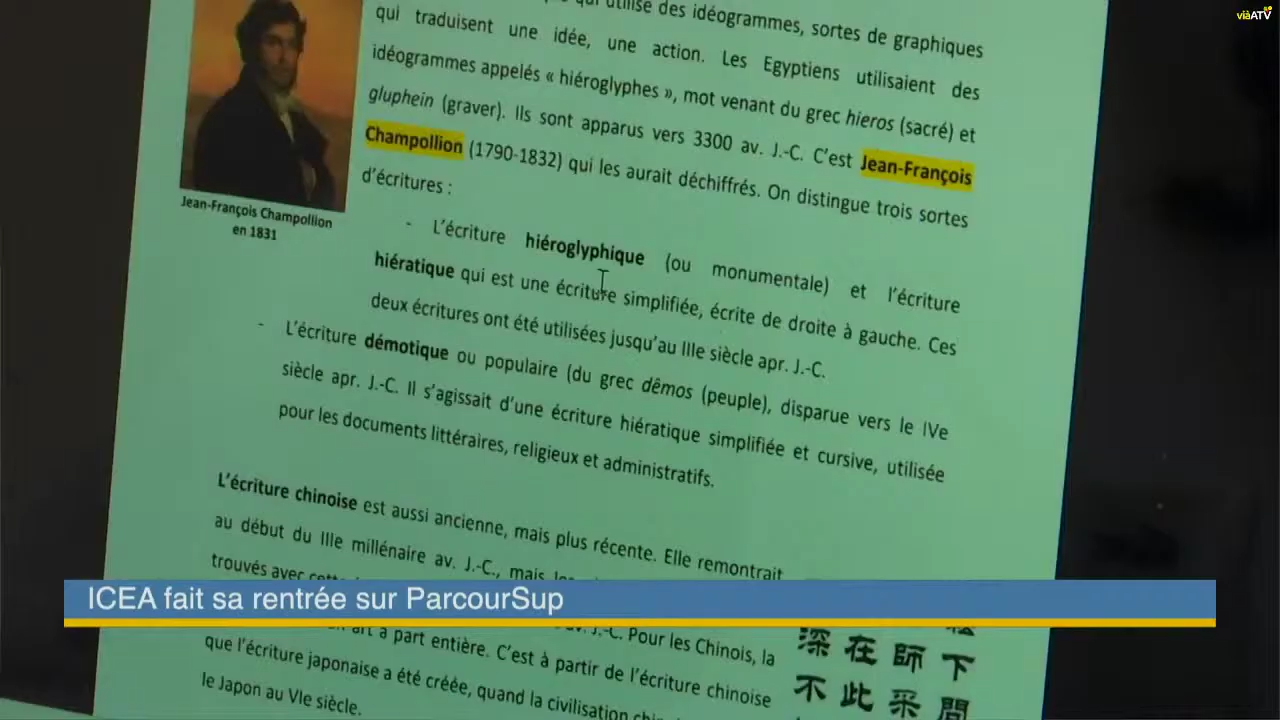 viàATV
utilise des idéogrammes, sortes de graphiques
qui traduisent une idée, une action. Les Egyptiens utilisaient des
idéogrammes appelés « hiéroglyphes », mot venant du grec hieros (sacré) et
gluphein (graver). Ils sont apparus vers 3300 av. J.-C. C'est Jean-François
Champollion (1790-1832) qui les aurait déchiffrés. On distingue trois sortes
d'écritures :
Jean-François Champollion
en 1831
- L'écriture hiéroglyphique (ou monumentale) et l'écriture
hiératique qui est une écriture simplifiée, écrite de droite à gauche. Ces
deux écritures ont été utilisées jusqu'au IIIe siècle apr. J.-C.
- L'écriture démotique ou populaire (du grec dêmos (peuple), disparue vers le IVe
siècle apr. J.-C. Il s'agissait d'une écriture hiératique simplifiée et cursive, utilisée
pour les documents littéraires, religieux et administratifs.
L'écriture chinoise est aussi ancienne, mais plus récente. Elle remontrait
au début du IIIe millénaire av. J.-C., mais
trouvés avec
ICEA fait sa rentrée sur ParcourSup
art à part entière. C'est à partir de l'écriture chinoise
J.-C. Pour les Chinois, la
que l'écriture japonaise a été créée, quand la civilisation
le Japon au VIe siècle.
深 在 師 下
不 此 采 問